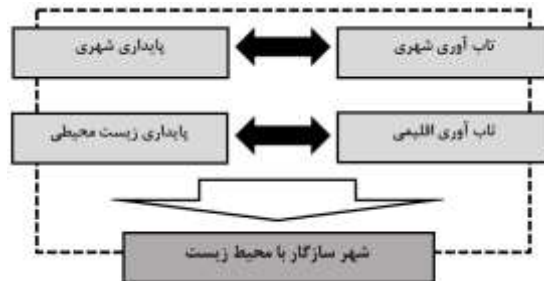 تاب آوری شهری
پایداری شهری
تاب آوری اقلیمی
پایداری زیست محیطی
شهر سازگار با محیط زیست